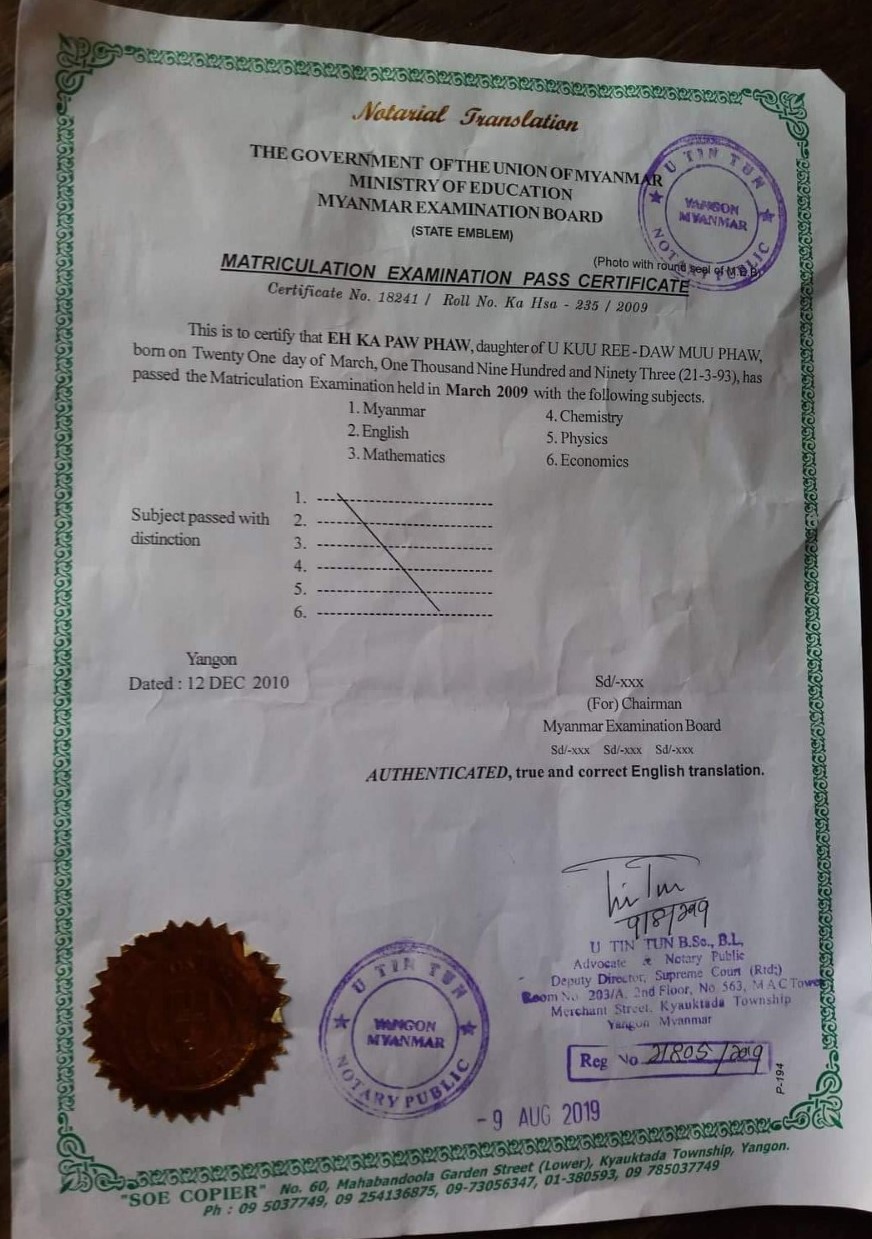 Notarial Translation
THE GOVERNMENT OF THE UNION OF MYANMAR
MINISTRY OF EDUCATION
MYANMAR EXAMINATION BOARD
(STATE EMBLEM)
U TIN TUN
YANGON
MYANMAR
NOTARY PUBLIC
(Photo with round seal of M.E.B)
MATRICULATION EXAMINATION PASS CERTIFICATE
Certificate No. 18241 / Roll No. Ka Hsa - 235 / 2009
This is to certify that EH KA PAW PHAW, daughter of U KUU REE-DAW MUU PHAW,
born on Twenty One day of March, One Thousand Nine Hundred and Ninety Three (21-3-93), has
passed the Matriculation Examination held in March 2009 with the following subjects.
1. Myanmar
2. English
3. Mathematics
4. Chemistry
5. Physics
6. Economics
Subject passed with
distinction
1.
2.
3.
4.
5.
6.
Yangon
Dated : 12 DEC 2010
Sd/-xxx
(For) Chairman
Myanmar Examination Board
Sd/-xxx Sd/-xxx Sd/-xxx
AUTHENTICATED, true and correct English translation.
Tin Tun
9/8/2019
U TIN TUN B.Sc., B.L,
Advocate & Notary Public
Deputy Director, Supreme Court (Rtd;)
Room No. 203/A, 2nd Floor, No. 563, MAC Tower
Merchant Street, Kyauktada Township
Yangon Myanmar
U TIN TUN
YANGON
MYANMAR
NOTARY PUBLIC
Reg No 21805/2019
P-194
-9 AUG 2019
"SOE COPIER" No. 60, Mahabandoola Garden Street (Lower), Kyauktada Township, Yangon.
Ph : 09 5037749, 09 254136875, 09-73056347, 01-380593, 09 785037749